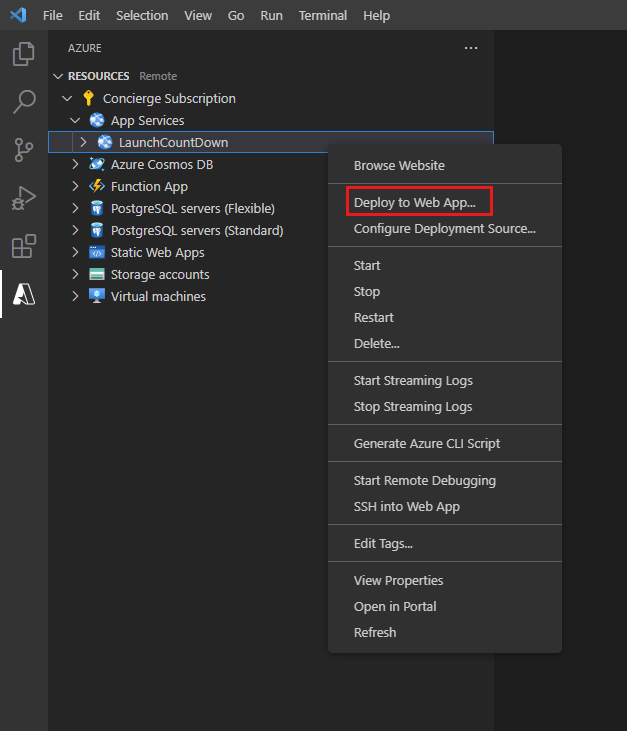 File Edit Selection View Go Run Terminal Help
AZURE
RESOURCES Remote
Concierge Subscription
App Services
LaunchCountDown
Azure Cosmos DB
Function App
PostgreSQL servers (Flexible)
PostgreSQL servers (Standard)
Static Web Apps
Storage accounts
Virtual machines
Browse Website
Deploy to Web App...
Configure Deployment Source...
Start
Stop
Restart
Delete...
Start Streaming Logs
Stop Streaming Logs
Generate Azure CLI Script
Start Remote Debugging
SSH into Web App
Edit Tags...
View Properties
Open in Portal
Refresh